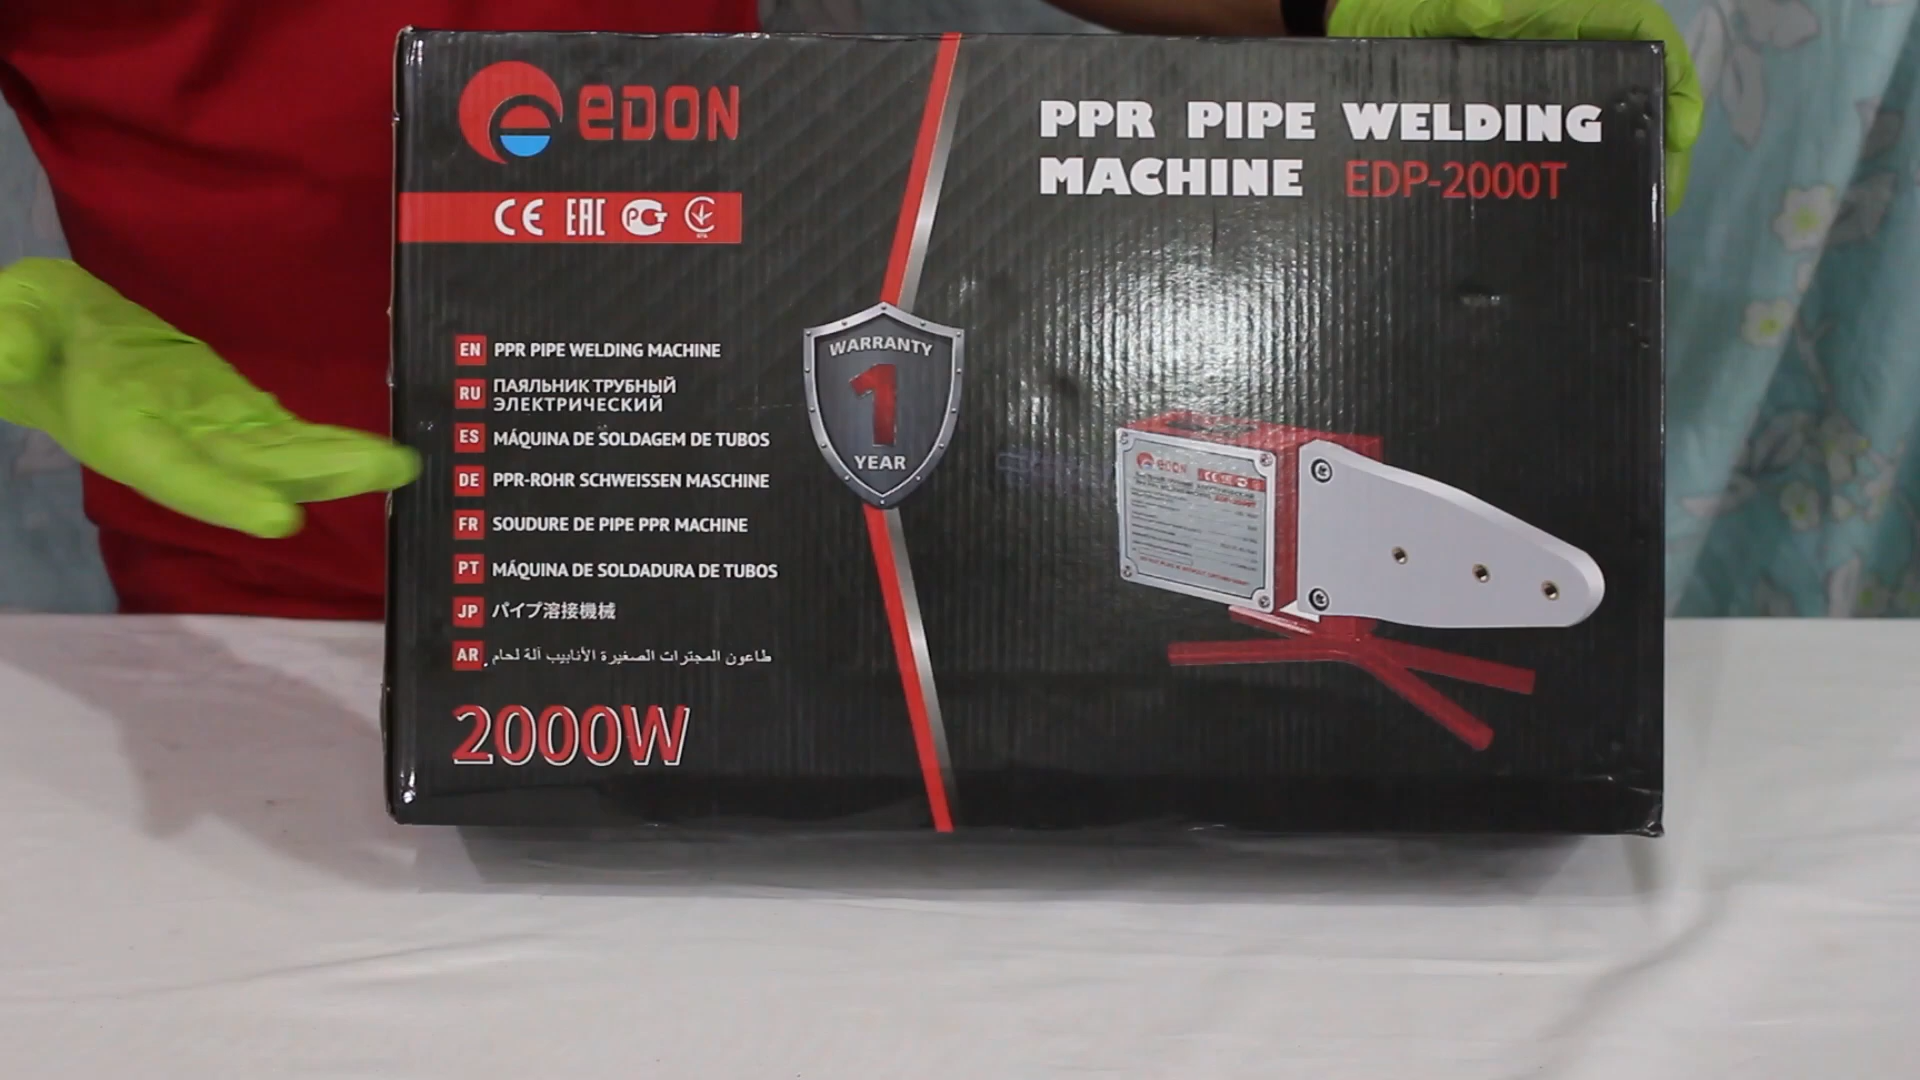 eDON
CE EAC PCT
PPR PIPE WELDING
MACHINE EDP-2000T
EN PPR PIPE WELDING MACHINE
RU ПАЯЛЬНИК ТРУБНЫЙ
ЭЛЕКТРИЧЕСКИЙ
ES MÁQUINA DE SOLDAGEM DE TUBOS
DE PPR-ROHR SCHWEISSEN MASCHINE
FR SOUDURE DE PIPE PPR MACHINE
PT MÁQUINA DE SOLDADURA DE TUBOS
JP パイプ溶接機械
AR طاعون المجترات الصغيرة الأنابيب آلة لحام.
2000W
WARRANTY
1
YEAR
eDON